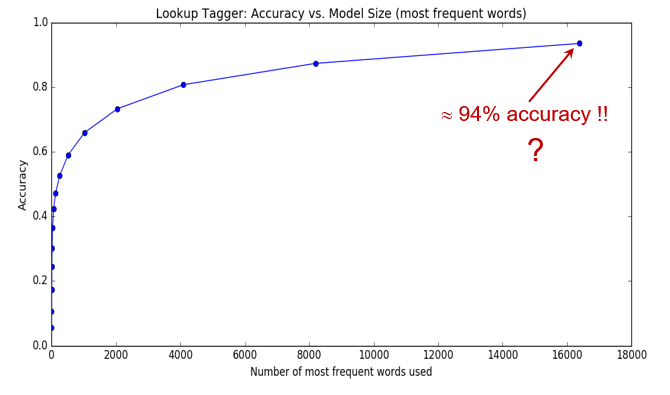 Lookup Tagger: Accuracy vs. Model Size (most frequent words)
1.0
0.8
0.6
0.4
0.2
0.0
Accuracy
≈ 94% accuracy !!
?
0 2000 4000 6000 8000 10000 12000 14000 16000 18000
Number of most frequent words used